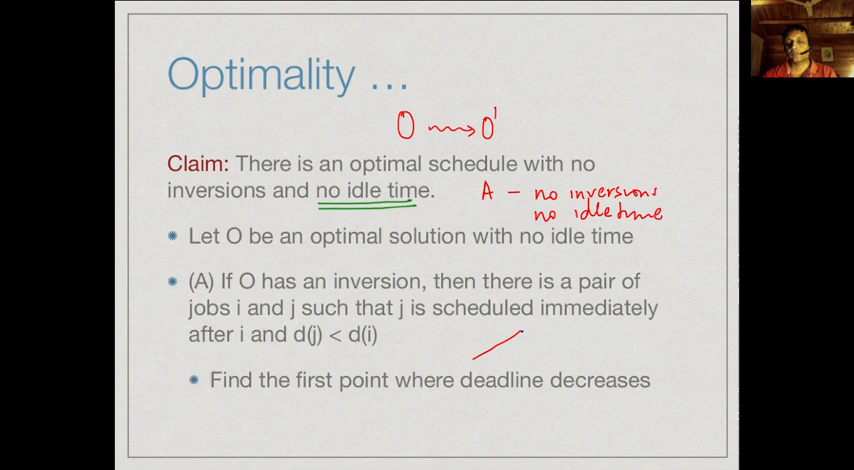 Optimality ...
O ⟿ O'
Claim: There is an optimal schedule with no
inversions and no idle time.
A – no inversions
no idle time
Let O be an optimal solution with no idle time
(A) If O has an inversion, then there is a pair of
jobs i and j such that j is scheduled immediately
after i and d(j) < d(i)
Find the first point where deadline decreases